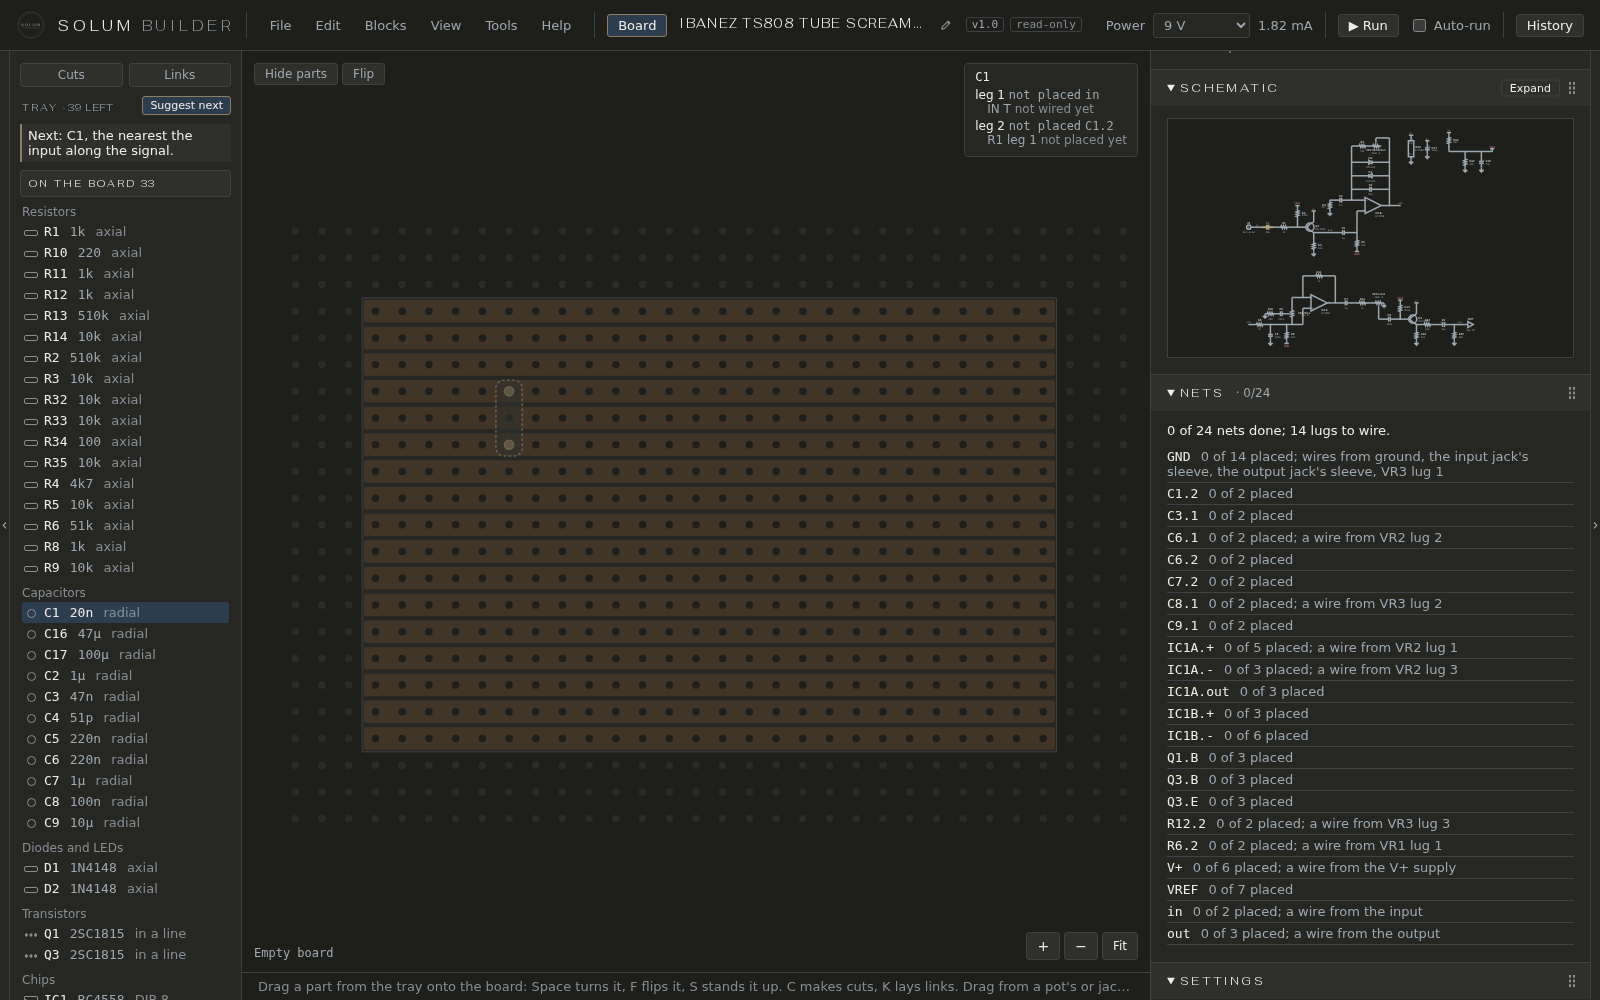 SOLUM BUILDER
File Edit Blocks View Tools Help
Board
IBANEZ TS808 TUBE SCREAM...
v1.0 read-only
Power 9 V 1.82 mA
▶ Run
Auto-run
History
Cuts Links
TRAY · 39 LEFT Suggest next
Next: C1, the nearest the
input along the signal.
ON THE BOARD 33
Resistors
R1 1k axial
R10 220 axial
R11 1k axial
R12 1k axial
R13 510k axial
R14 10k axial
R2 510k axial
R3 10k axial
R32 10k axial
R33 10k axial
R34 100 axial
R35 10k axial
R4 4k7 axial
R5 10k axial
R6 51k axial
R8 1k axial
R9 10k axial
Capacitors
C1 20n radial
C16 47µ radial
C17 100µ radial
C2 1µ radial
C3 47n radial
C4 51p radial
C5 220n radial
C6 220n radial
C7 1µ radial
C8 100n radial
C9 10µ radial
Diodes and LEDs
D1 1N4148 axial
D2 1N4148 axial
Transistors
Q1 2SC1815 in a line
Q3 2SC1815 in a line
Chips
IC1 RC4558 DIP 8
Hide parts Flip
C1
leg 1 not placed in
IN T not wired yet
leg 2 not placed C1.2
R1 leg 1 not placed yet
Empty board
+ − Fit
Drag a part from the tray onto the board: Space turns it, F flips it, S stands it up. C makes cuts, K lays links. Drag from a pot's or jac...
SCHEMATIC Expand
NETS · 0/24
0 of 24 nets done; 14 lugs to wire.
GND 0 of 14 placed; wires from ground, the input jack's
sleeve, the output jack's sleeve, VR3 lug 1
C1.2 0 of 2 placed
C3.1 0 of 2 placed
C6.1 0 of 2 placed; a wire from VR2 lug 2
C6.2 0 of 2 placed
C7.2 0 of 2 placed
C8.1 0 of 2 placed; a wire from VR3 lug 2
C9.1 0 of 2 placed
IC1A.+ 0 of 5 placed; a wire from VR2 lug 1
IC1A.- 0 of 3 placed; a wire from VR2 lug 3
IC1A.out 0 of 3 placed
IC1B.+ 0 of 3 placed
IC1B.- 0 of 6 placed
Q1.B 0 of 3 placed
Q3.B 0 of 3 placed
Q3.E 0 of 3 placed
R12.2 0 of 2 placed; a wire from VR3 lug 3
R6.2 0 of 2 placed; a wire from VR1 lug 1
V+ 0 of 6 placed; a wire from the V+ supply
VREF 0 of 7 placed
in 0 of 2 placed; a wire from the input
out 0 of 3 placed; a wire from the output
SETTINGS